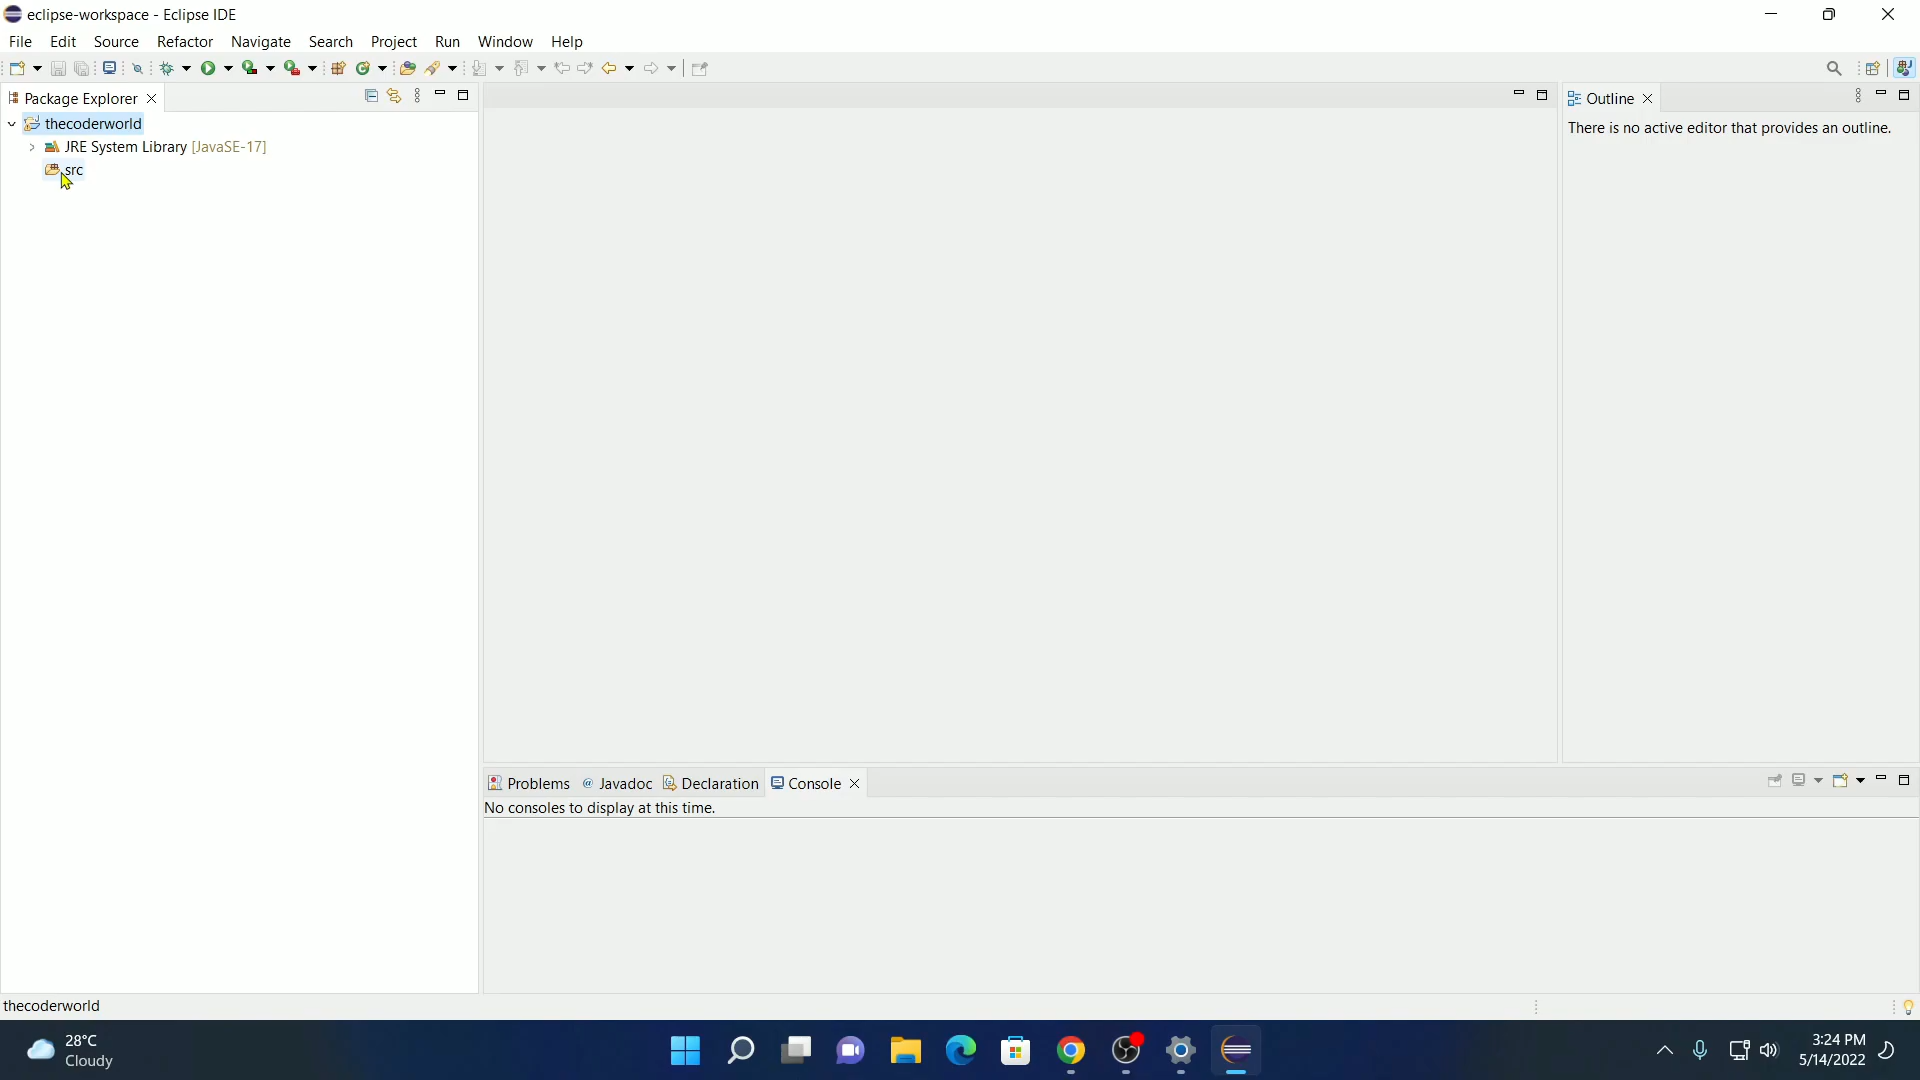 eclipse-workspace - Eclipse IDE
File Edit Source Refactor Navigate Search Project Run Window Help
Package Explorer
Outline
thecoderworld
There is no active editor that provides an outline.
JRE System Library [JavaSE-17]
src
Problems Javadoc Declaration Console
No consoles to display at this time.
thecoderworld
28°C
Cloudy
3:24 PM
5/14/2022